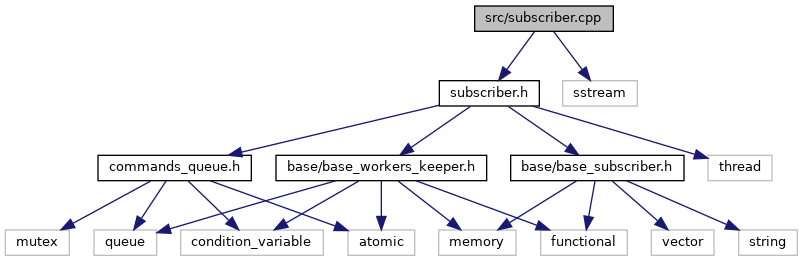 src/subscriber.cpp
subscriber.h
sstream
commands_queue.h
base/base_workers_keeper.h
base/base_subscriber.h
thread
mutex
queue
condition_variable
atomic
memory
functional
vector
string